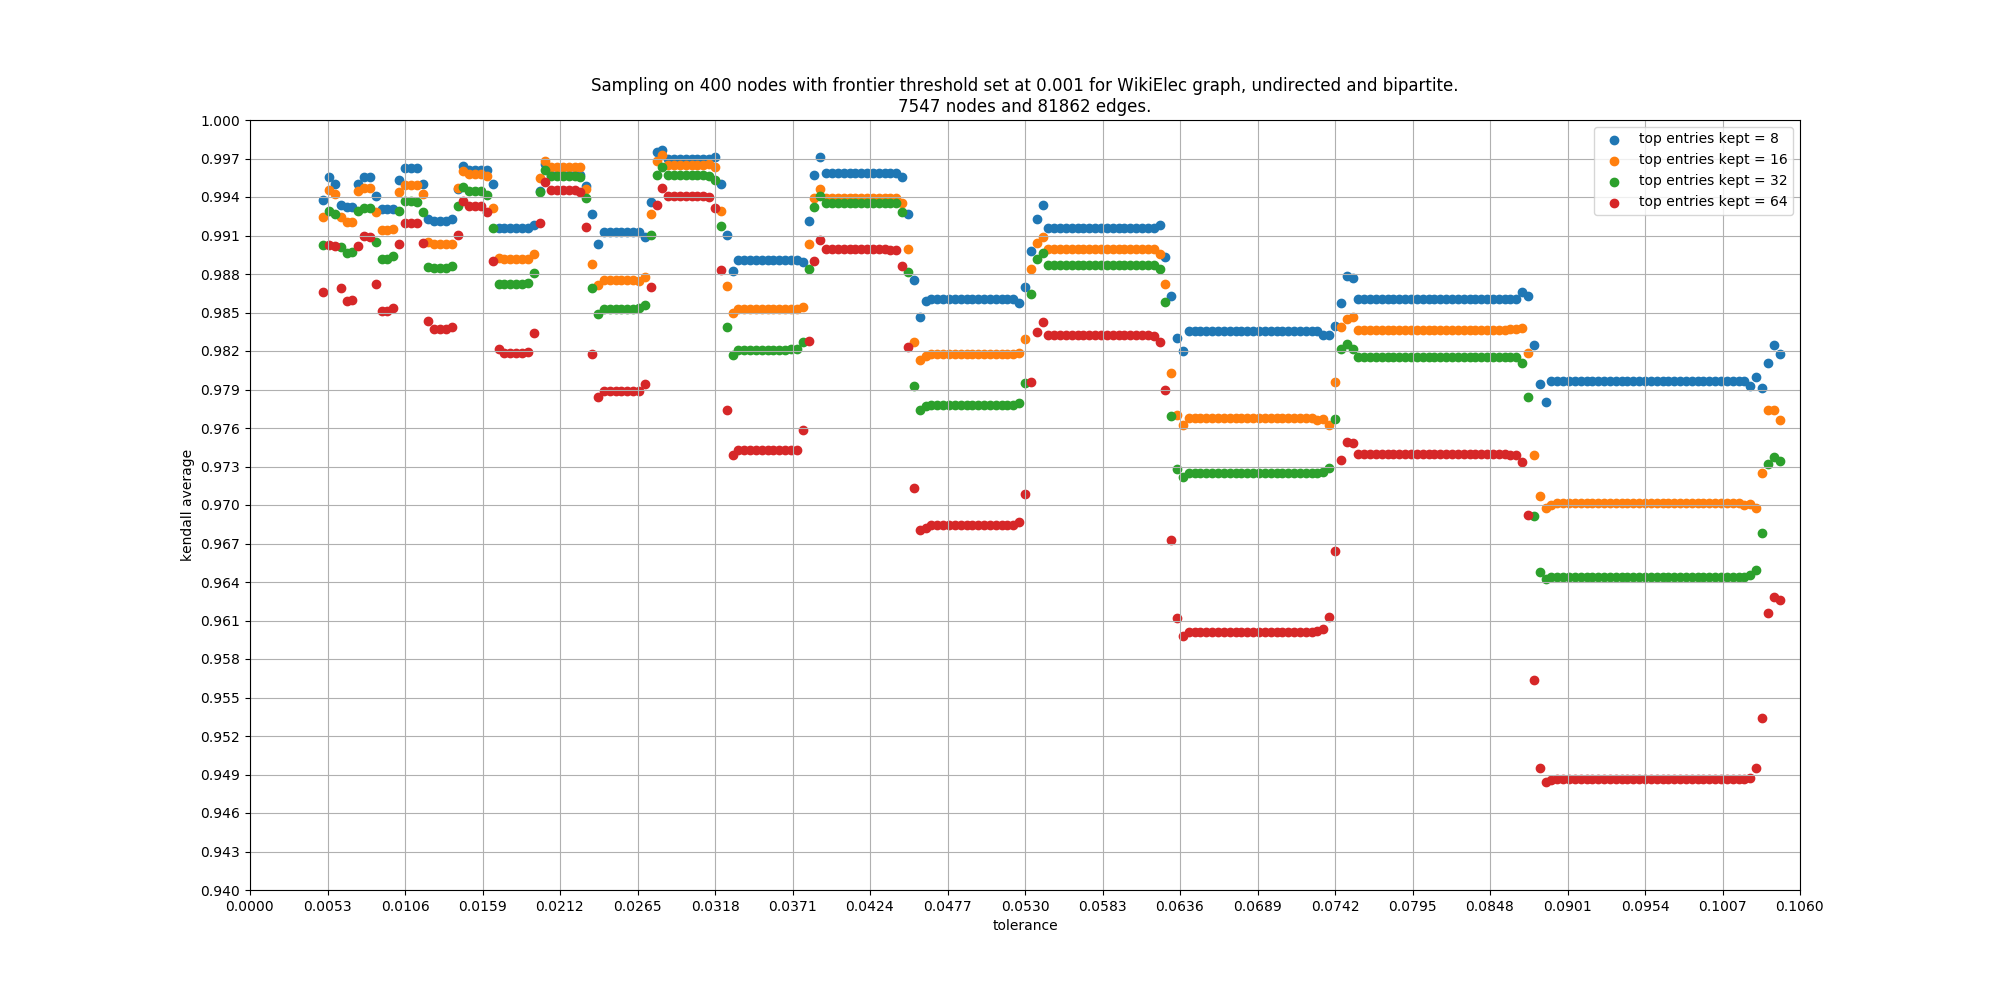 Sampling on 400 nodes with frontier threshold set at 0.001 for WikiElec graph, undirected and bipartite.
7547 nodes and 81862 edges.
top entries kept = 8
top entries kept = 16
top entries kept = 32
top entries kept = 64
kendall average
1.000
0.997
0.994
0.991
0.988
0.985
0.982
0.979
0.976
0.973
0.970
0.967
0.964
0.961
0.958
0.955
0.952
0.949
0.946
0.943
0.940
0.0000 0.0053 0.0106 0.0159 0.0212 0.0265 0.0318 0.0371 0.0424 0.0477 0.0530 0.0583 0.0636 0.0689 0.0742 0.0795 0.0848 0.0901 0.0954 0.1007 0.1060
tolerance